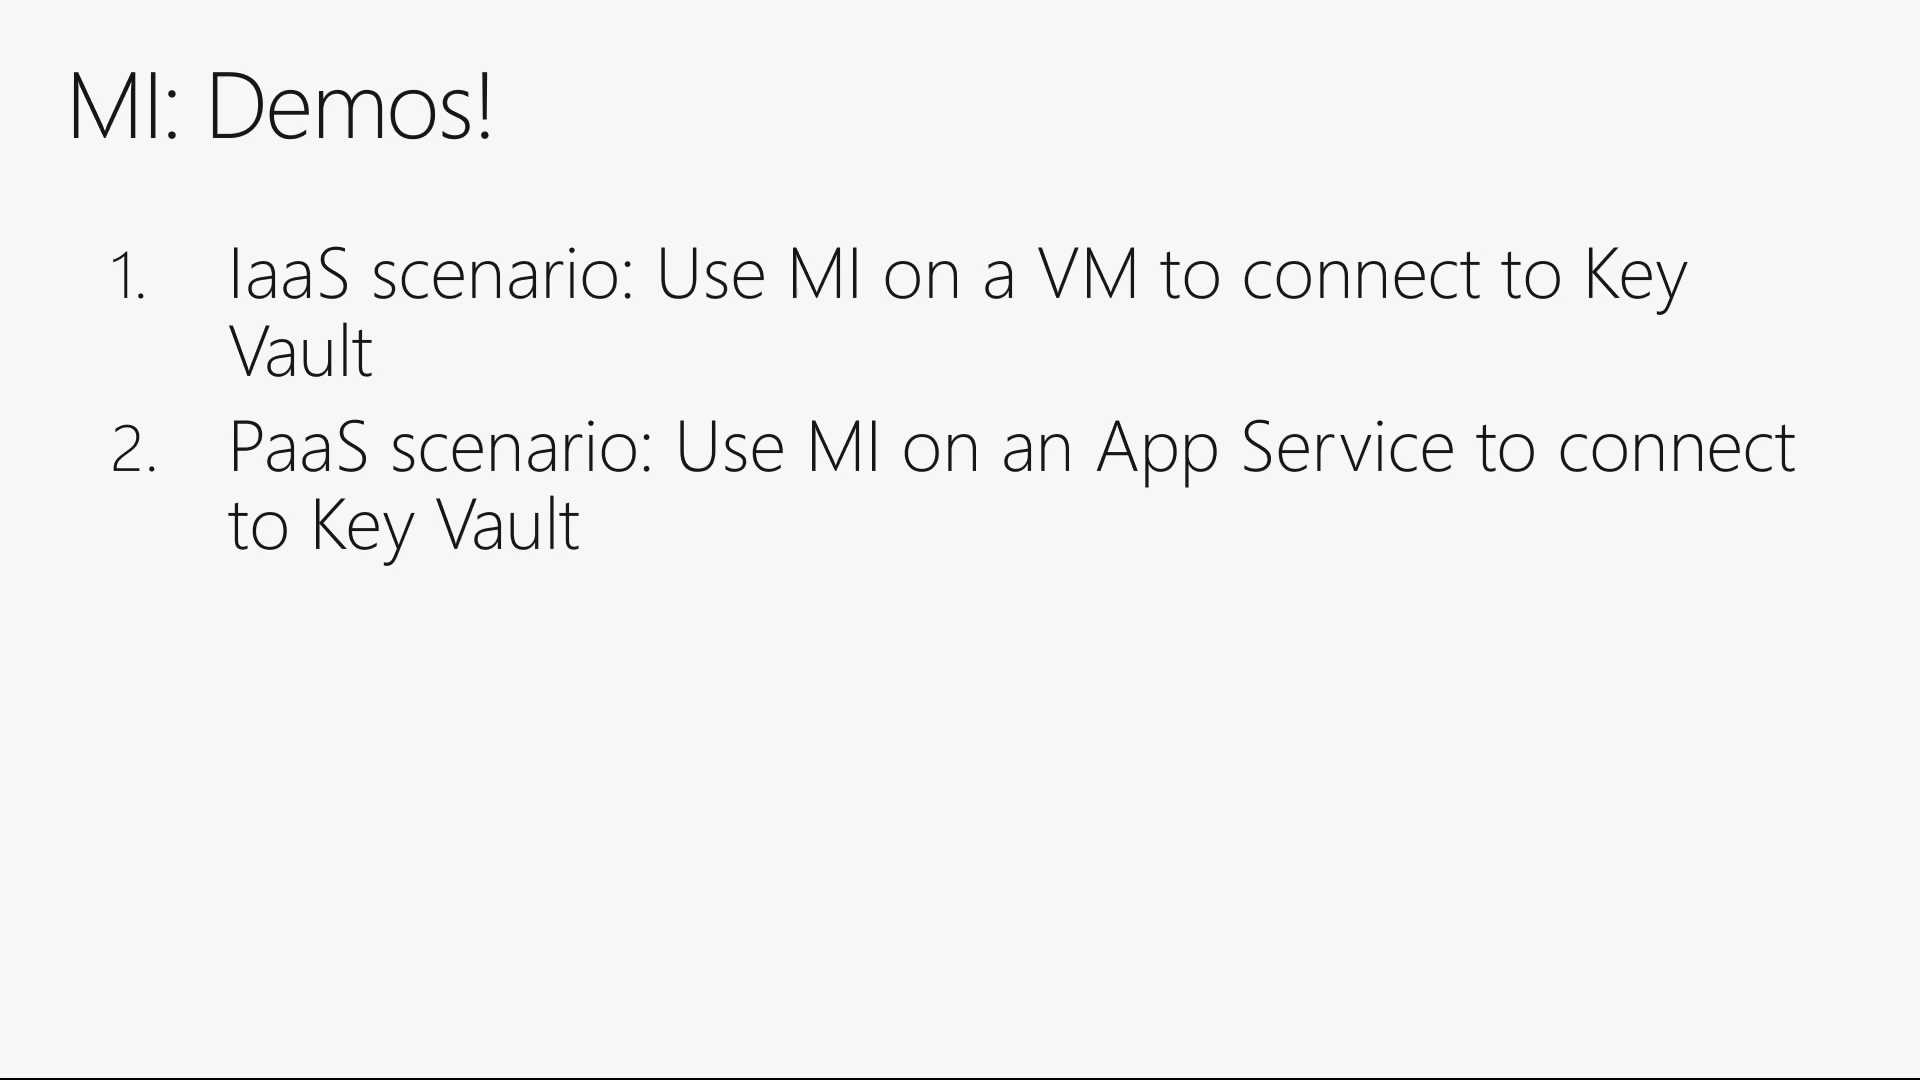 MI: Demos!
1. IaaS scenario: Use MI on a VM to connect to Key
Vault
2. PaaS scenario: Use MI on an App Service to connect
to Key Vault